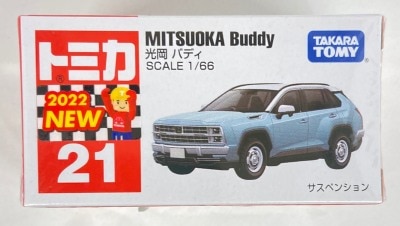 トミカ
®
2022
NEW
21
MITSUOKA Buddy
光岡 バディ
SCALE 1/66
TAKARA
TOMY
サスペンション